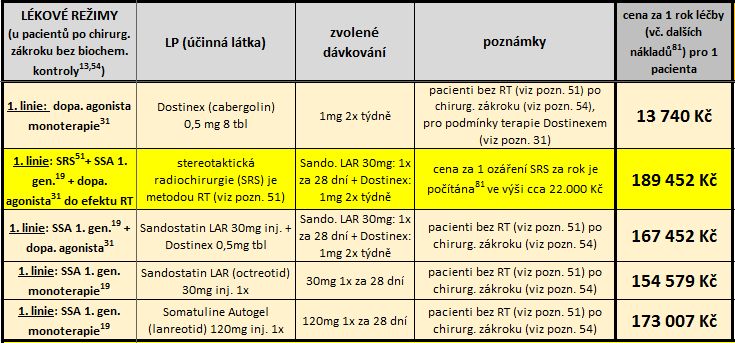 LÉKOVÉ REŽIMY
(u pacientů po chirurg.
zákroku bez biochem.
kontroly13,54)
LP (účinná látka)
zvolené
dávkování
poznámky
cena za 1 rok léčby
(vč. dalších
nákladů81) pro 1
pacienta
1. linie: dopa. agonista
monoterapie31
Dostinex (cabergolin)
0,5 mg 8 tbl
1mg 2x týdně
pacienti bez RT (viz pozn. 51) po
chirurg. zákroku (viz pozn. 54),
pro podmínky terapie Dostinexem
(viz pozn. 31)
13 740 Kč
1. linie: SRS51+ SSA 1.
gen.19 + dopa.
agonista31 do efektu RT
stereotaktická
radiochirurgie (SRS) je
metodou RT (viz pozn. 51)
Sando. LAR 30mg: 1x
za 28 dní + Dostinex:
1mg 2x týdně
cena za 1 ozáření SRS za rok je
počítána81 ve výši cca 22.000 Kč
189 452 Kč
1. linie: SSA 1. gen.19 +
dopa. agonista31
Sandostatin LAR 30mg inj. +
Dostinex 0,5mg tbl
Sando. LAR 30mg: 1x
za 28 dní + Dostinex:
1mg 2x týdně
pacienti bez RT (viz pozn. 51) po
chirurg. zákroku (viz pozn. 54)
167 452 Kč
1. linie: SSA 1. gen.
monoterapie19
Sandostatin LAR (octreotid)
30mg inj. 1x
30mg 1x za 28 dní
pacienti bez RT (viz pozn. 51) po
chirurg. zákroku (viz pozn. 54)
154 579 Kč
1. linie: SSA 1. gen.
monoterapie19
Somatuline Autogel
(lanreotid) 120mg inj. 1x
120mg 1x za 28 dní
pacienti bez RT (viz pozn. 51) po
chirurg. zákroku (viz pozn. 54)
173 007 Kč